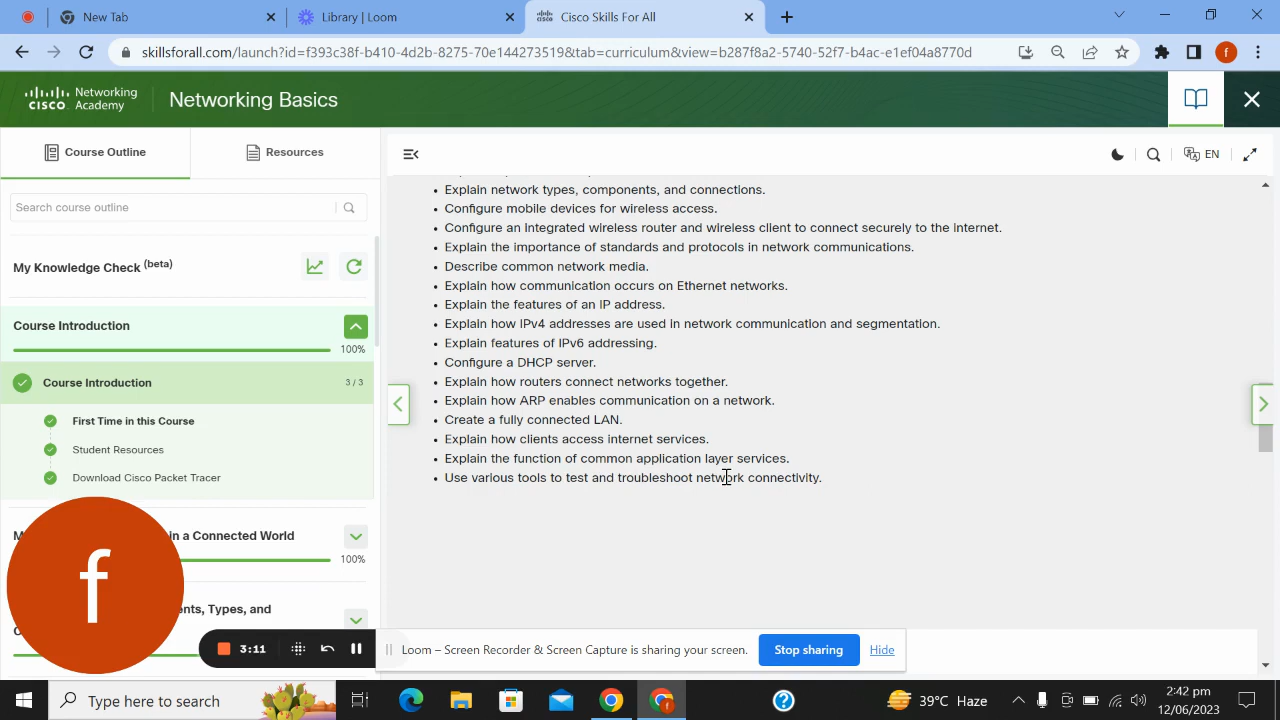 New Tab
Library | Loom
Cisco Skills For All
skillsforall.com/launch?id=f393c38f-b410-4d2b-8275-70e144273519&tab=curriculum&view=b287f8a2-5740-52f7-b4ac-e1ef04a8770d
f
Networking
CISCO Academy
Networking Basics
Course Outline
Resources
EN
Search course outline
My Knowledge Check (beta)
Course Introduction
100%
Course Introduction
3 / 3
First Time in this Course
Student Resources
Download Cisco Packet Tracer
in a Connected World
100%
ents, Types, and
f
3:11
• Explain network types, components, and connections.
• Configure mobile devices for wireless access.
• Configure an integrated wireless router and wireless client to connect securely to the internet.
• Explain the importance of standards and protocols in network communications.
• Describe common network media.
• Explain how communication occurs on Ethernet networks.
• Explain the features of an IP address.
• Explain how IPv4 addresses are used in network communication and segmentation.
• Explain features of IPv6 addressing.
• Configure a DHCP server.
• Explain how routers connect networks together.
• Explain how ARP enables communication on a network.
• Create a fully connected LAN.
• Explain how clients access internet services.
• Explain the function of common application layer services.
• Use various tools to test and troubleshoot network connectivity.
Loom – Screen Recorder & Screen Capture is sharing your screen.
Stop sharing
Hide
Type here to search
39°C Haze
2:42 pm
12/06/2023